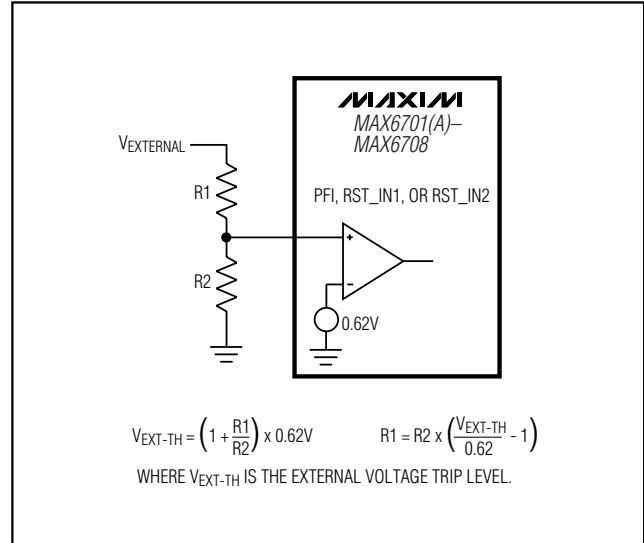 MAXIM
MAX6701(A)–
MAX6708
VEXTERNAL
R1
PFI, RST_IN1, OR RST_IN2
+
R2
–
0.62V
VEXT-TH = (1 + R1/R2) x 0.62V
R1 = R2 x (VEXT-TH/0.62 - 1)
WHERE VEXT-TH IS THE EXTERNAL VOLTAGE TRIP LEVEL.